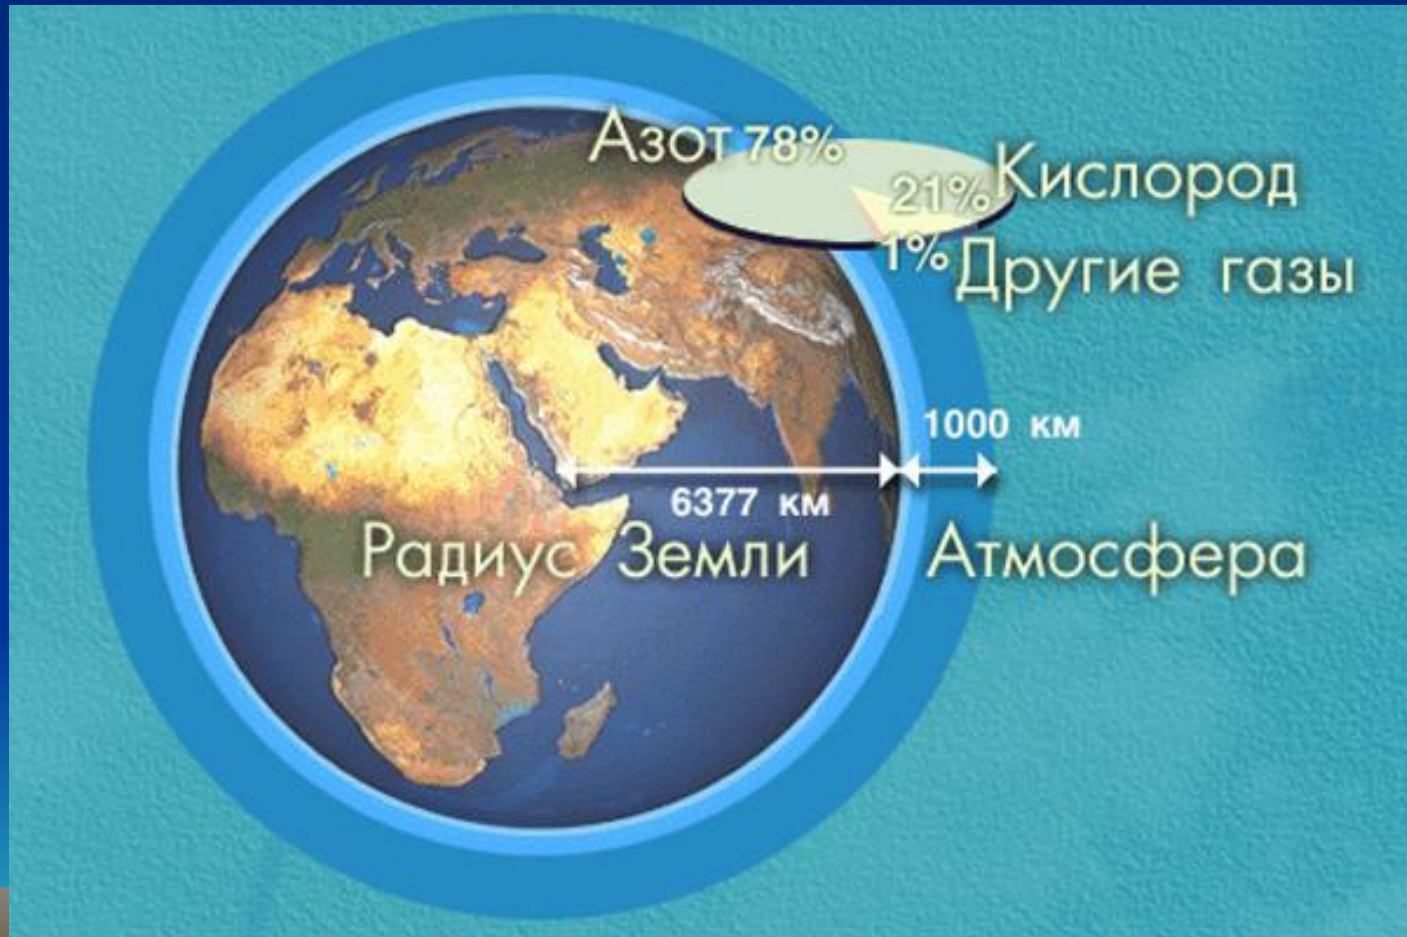 Азот 78%
21% Кислород
1% Другие газы
1000 км
6377 км
Радиус Земли
Атмосфера